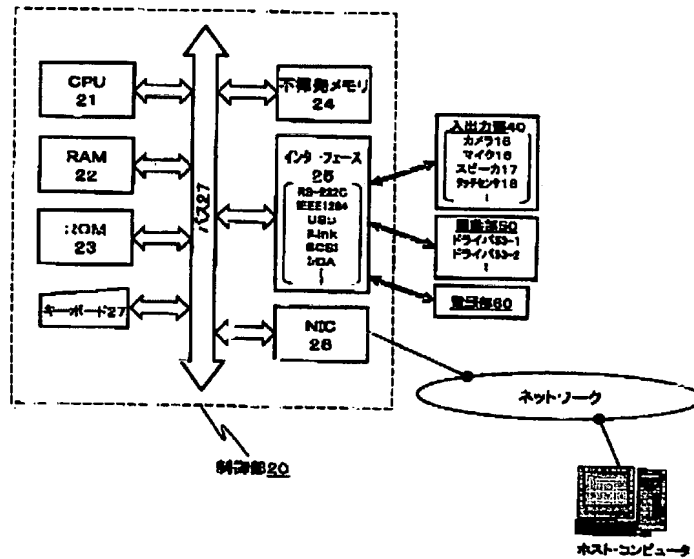 CPU
21
RAM
22
ROM
23
キーボード27
バス27
不揮発メモリ
24
インターフェース
25
RS-232C
IEEE1284
USB
i-Link
SCSI
IrDA
NIC
26
入出力部40
カメラ15
マイク16
スピーカ17
タッチセンサ18
駆動部50
ドライバ53-1
ドライバ53-2
電源部60
ネットワーク
制御部20
ホスト・コンピュータ